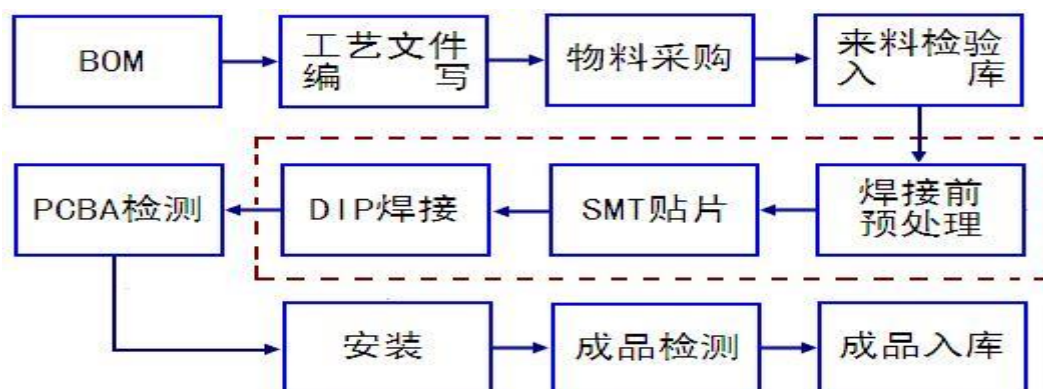 BOM
工艺文件
编写
物料采购
来料检验
入库
焊接前
预处理
SMT贴片
DIP焊接
PCBA检测
安装
成品检测
成品入库